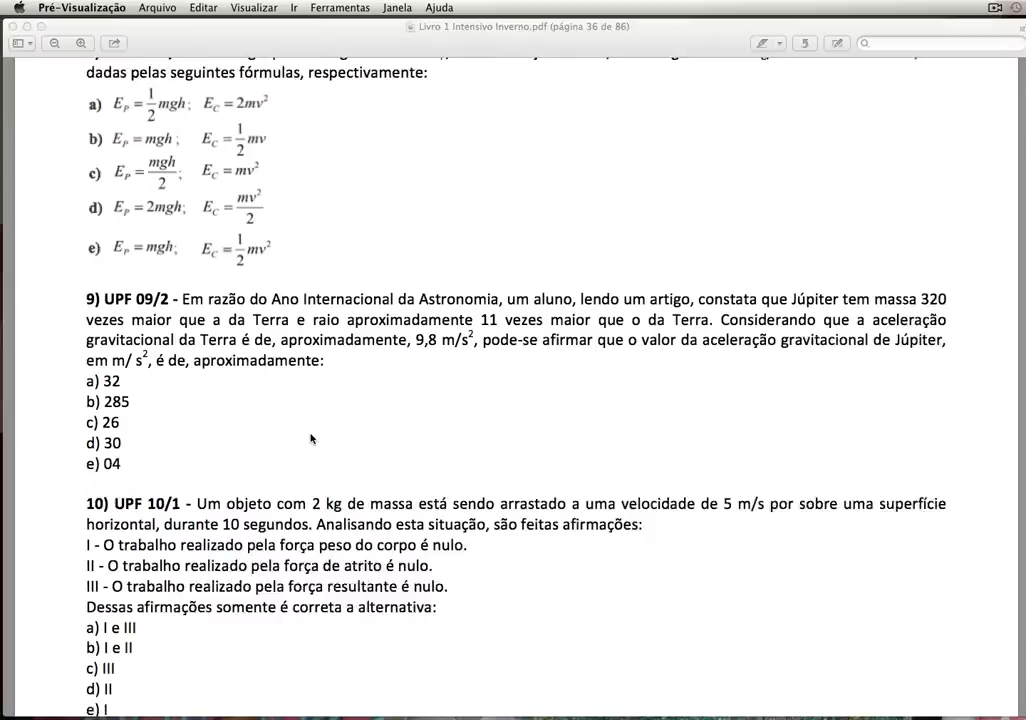 Pré-Visualização Arquivo Editar Visualizar Ir Ferramentas Janela Ajuda
Livro 1 Intensivo Inverno.pdf (página 36 de 86)
dadas pelas seguintes fórmulas, respectivamente:
a) E_P = 1/2 mgh; E_C = 2mv²
b) E_P = mgh; E_C = 1/2 mv
c) E_P = mgh/2; E_C = mv²
d) E_P = 2mgh; E_C = mv²/2
e) E_P = mgh; E_C = 1/2 mv²
9) UPF 09/2 - Em razão do Ano Internacional da Astronomia, um aluno, lendo um artigo, constata que Júpiter tem massa 320
vezes maior que a da Terra e raio aproximadamente 11 vezes maior que o da Terra. Considerando que a aceleração
gravitacional da Terra é de, aproximadamente, 9,8 m/s², pode-se afirmar que o valor da aceleração gravitacional de Júpiter,
em m/ s², é de, aproximadamente:
a) 32
b) 285
c) 26
d) 30
e) 04
10) UPF 10/1 - Um objeto com 2 kg de massa está sendo arrastado a uma velocidade de 5 m/s por sobre uma superfície
horizontal, durante 10 segundos. Analisando esta situação, são feitas afirmações:
I - O trabalho realizado pela força peso do corpo é nulo.
II - O trabalho realizado pela força de atrito é nulo.
III - O trabalho realizado pela força resultante é nulo.
Dessas afirmações somente é correta a alternativa:
a) I e III
b) I e II
c) III
d) II
e) I